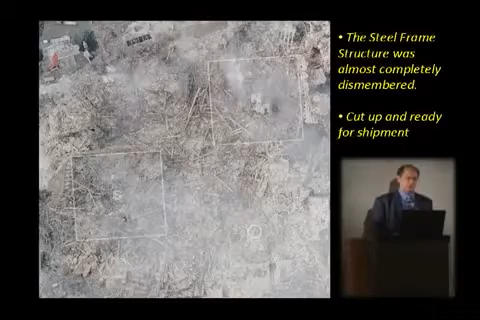 • The Steel Frame
Structure was
almost completely
dismembered.
• Cut up and ready
for shipment